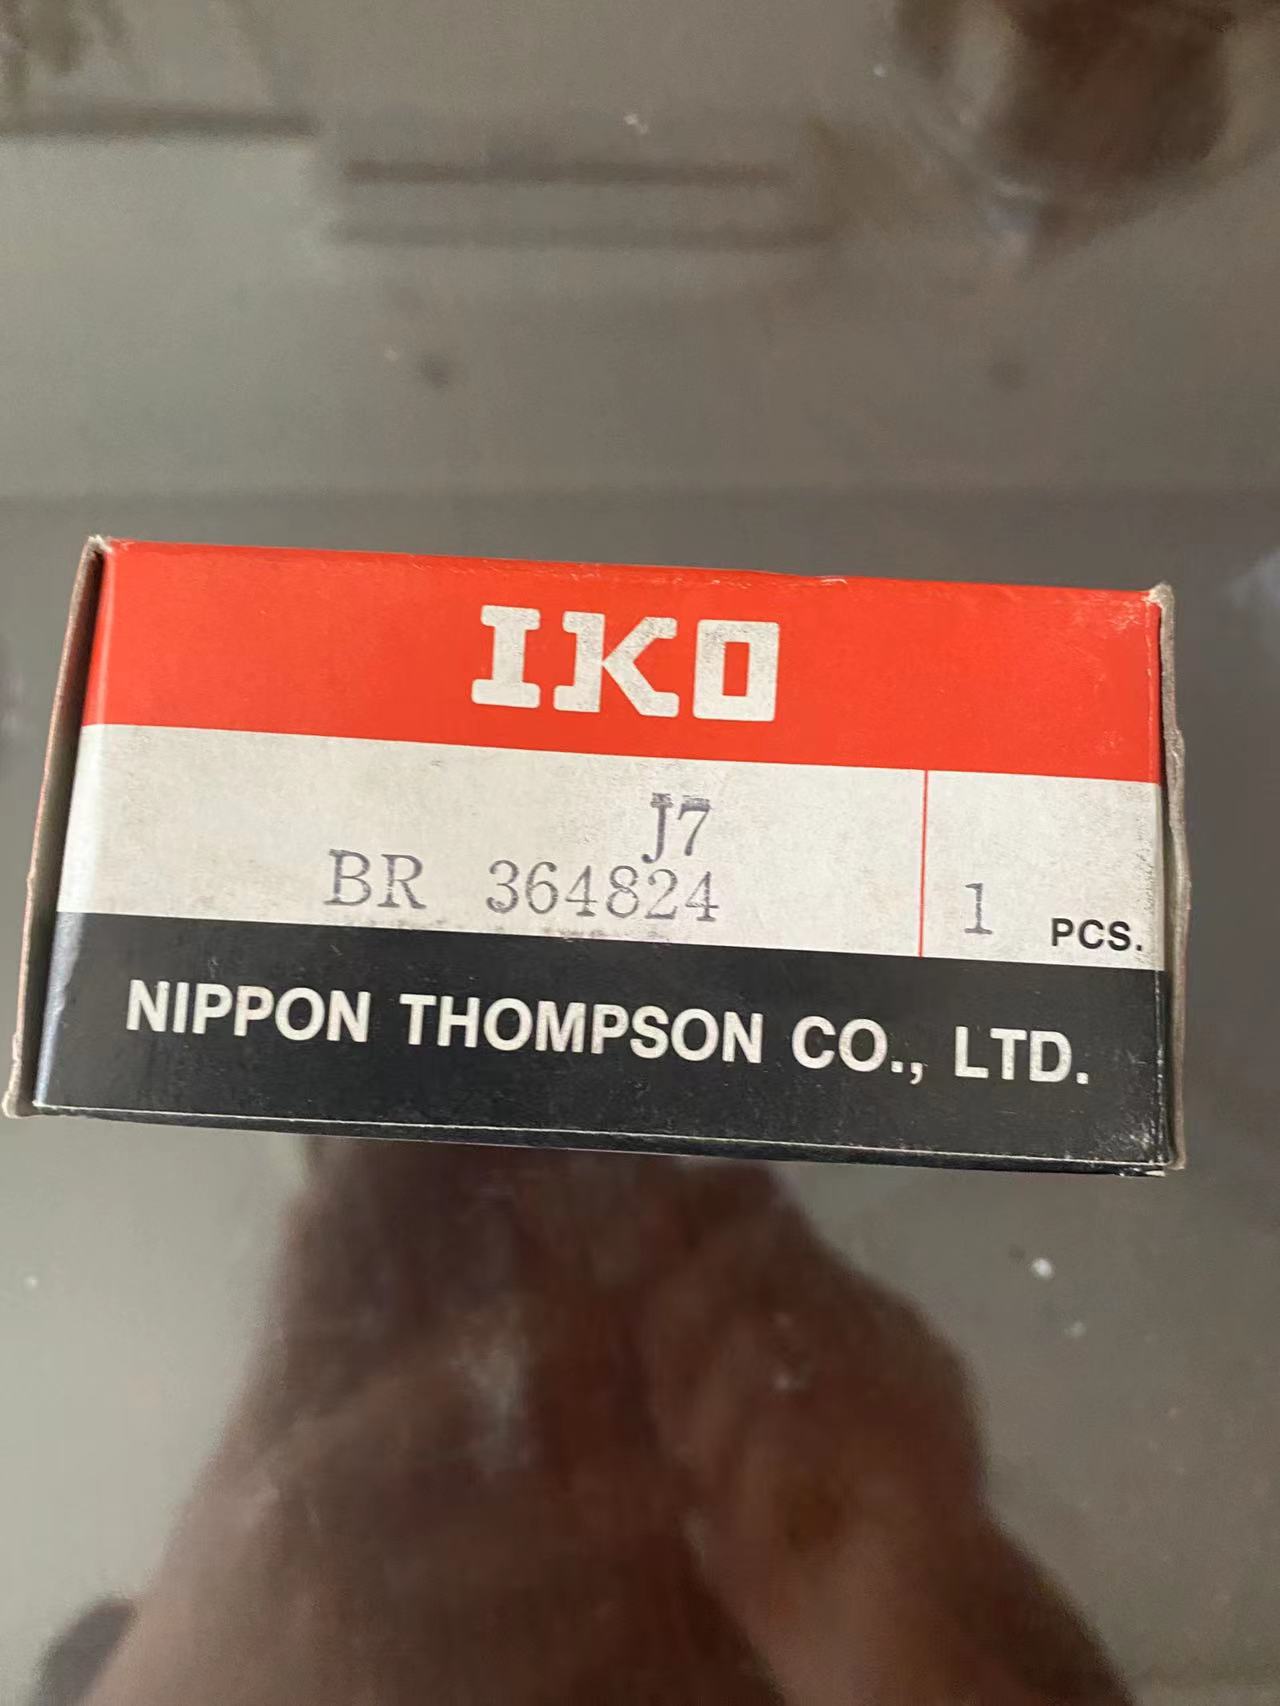 IKO
J7
BR 364824
1 PCS.
NIPPON THOMPSON CO., LTD.